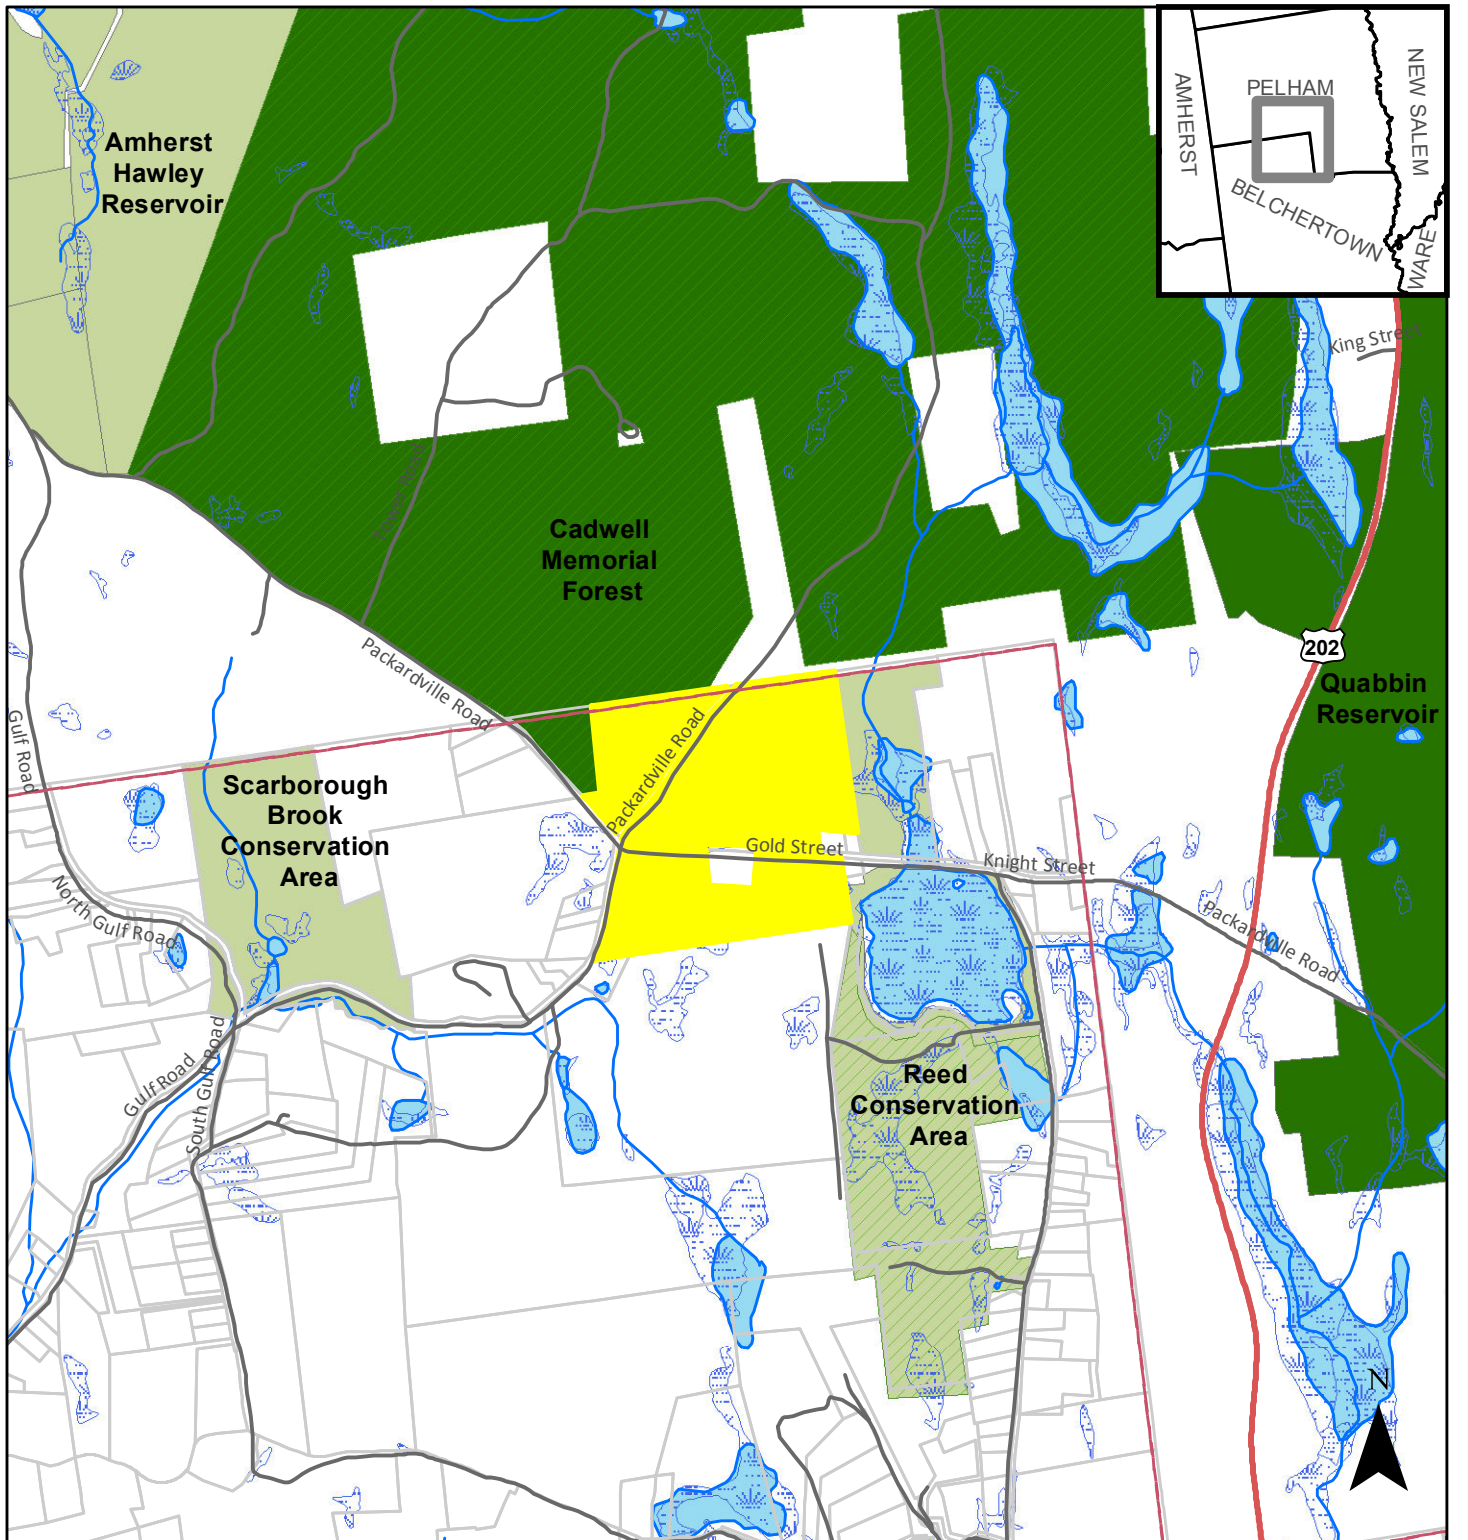 Amherst
Hawley
Reservoir
AMHERST
PELHAM
NEW SALEM
BELCHERTOWN
WARE
King Street
Cadwell
Memorial
Forest
Packardville Road
202
Quabbin
Reservoir
Gulf Road
Packardville Road
Scarborough
Brook
Conservation
Area
Gold Street
Knight Street
North Gulf Road
Packardville Road
Gulf Road
South Gulf Road
Reed
Conservation
Area
N